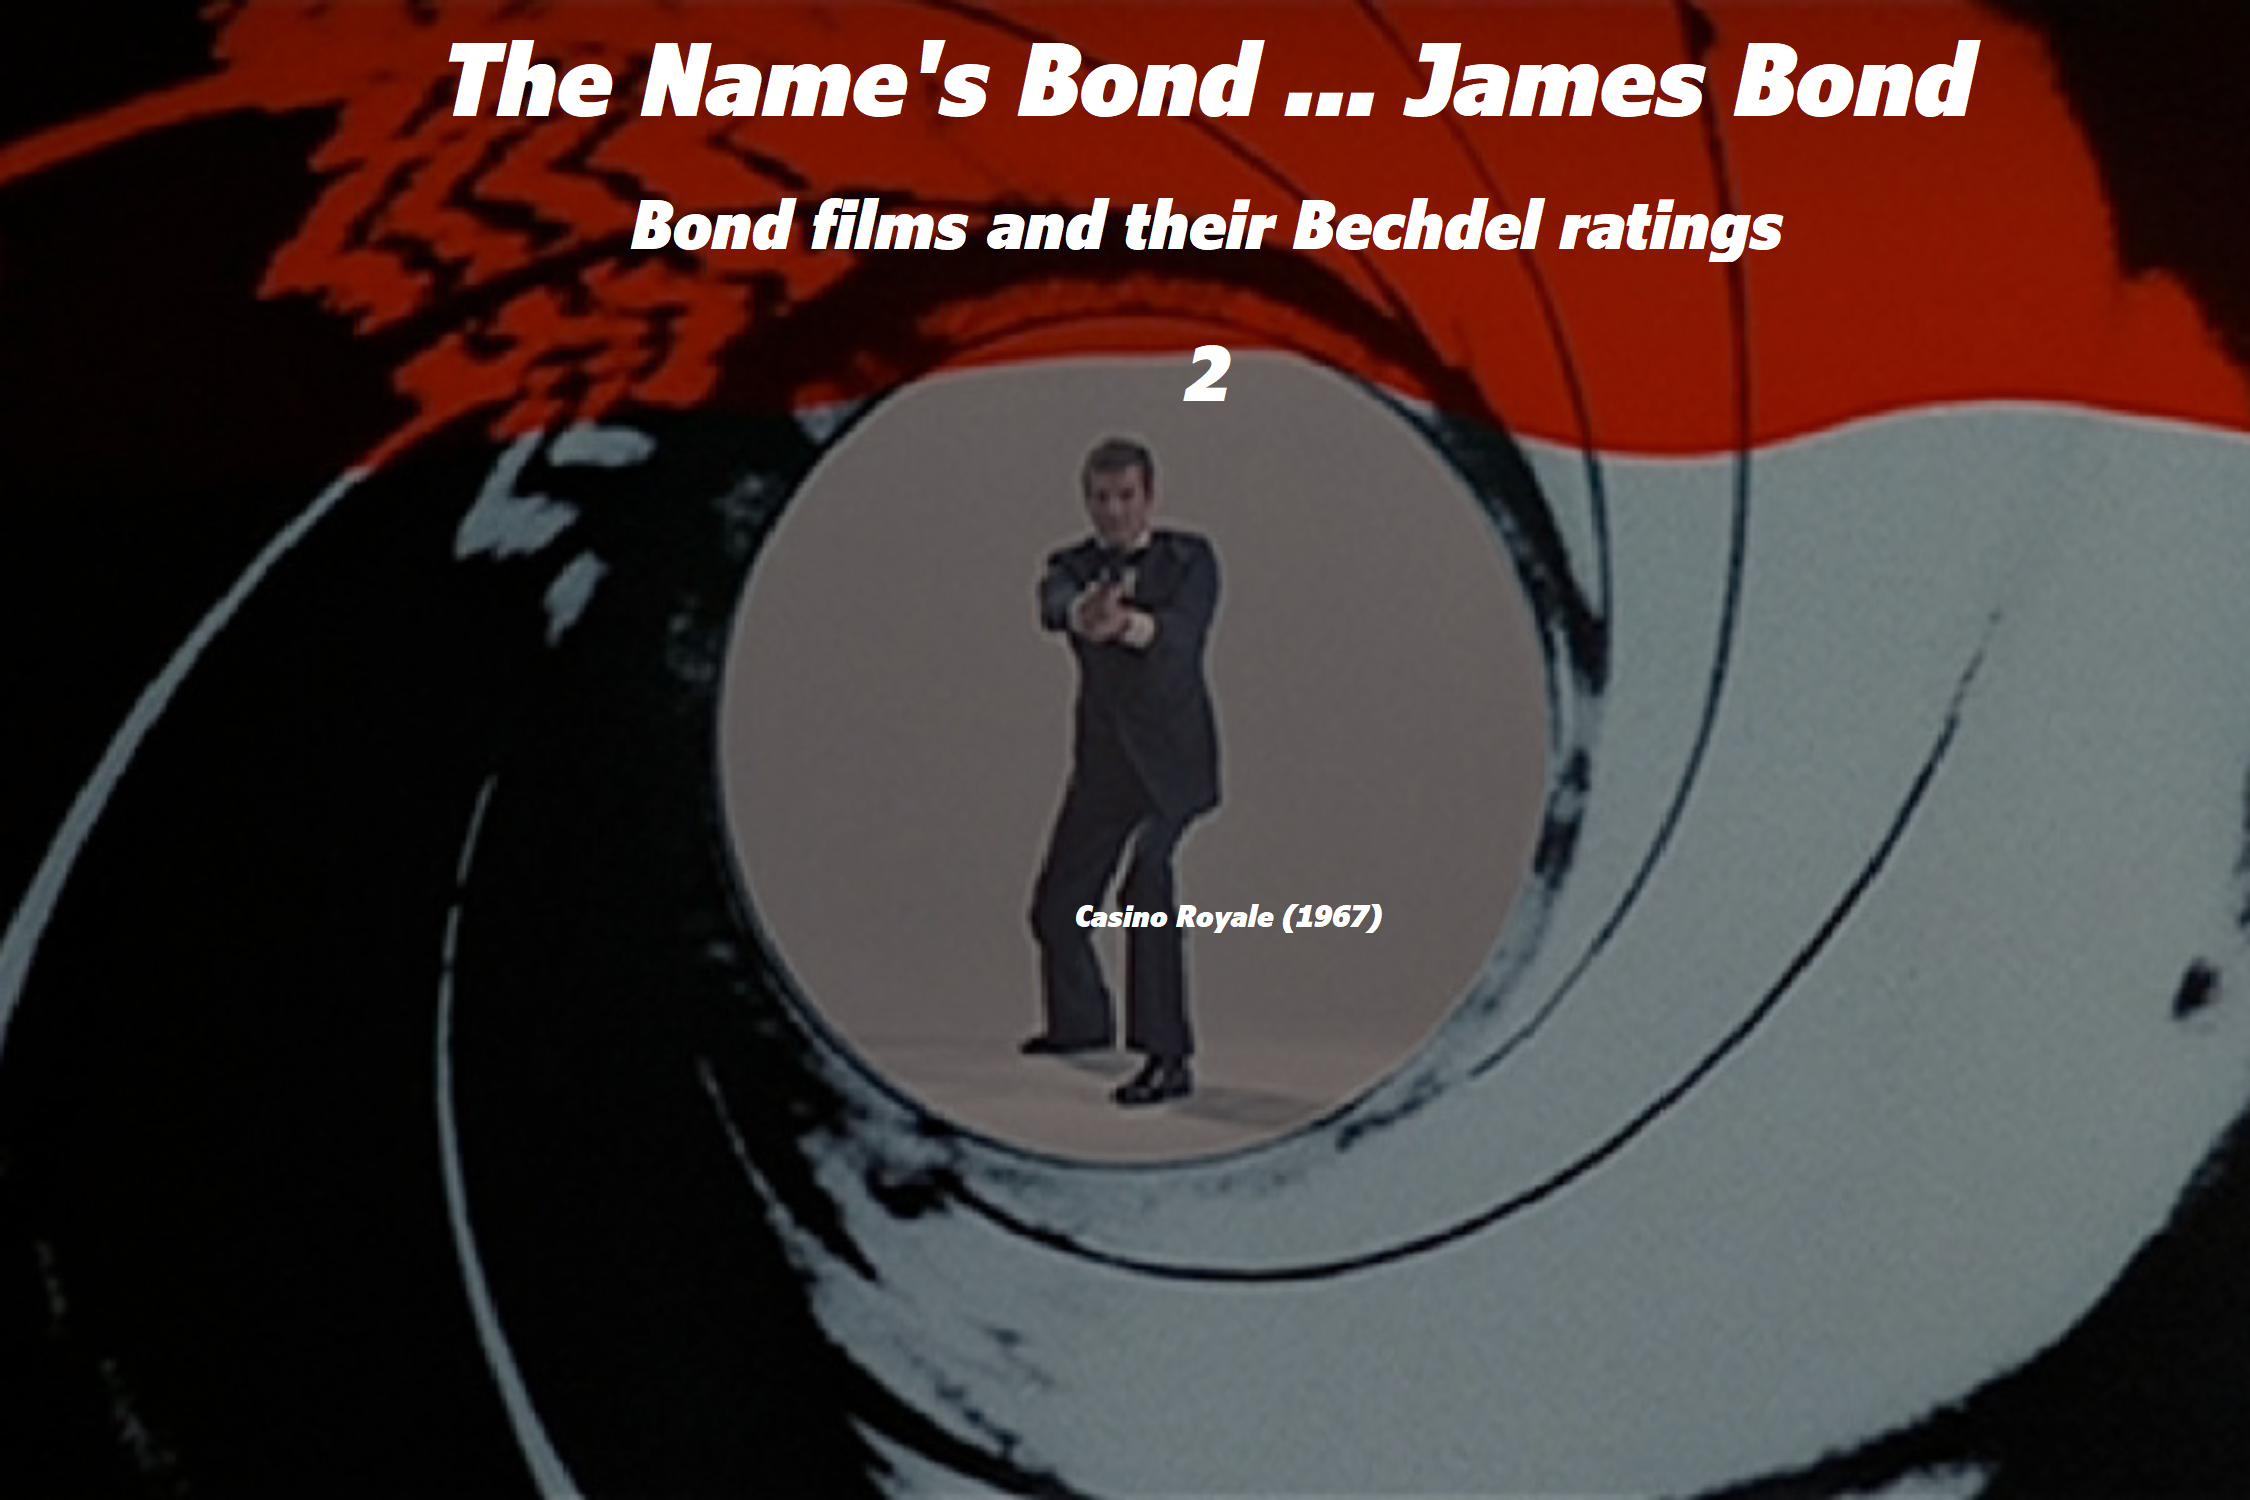 The Name's Bond ... James Bond
Bond films and their Bechdel ratings
2
Casino Royale (1967)